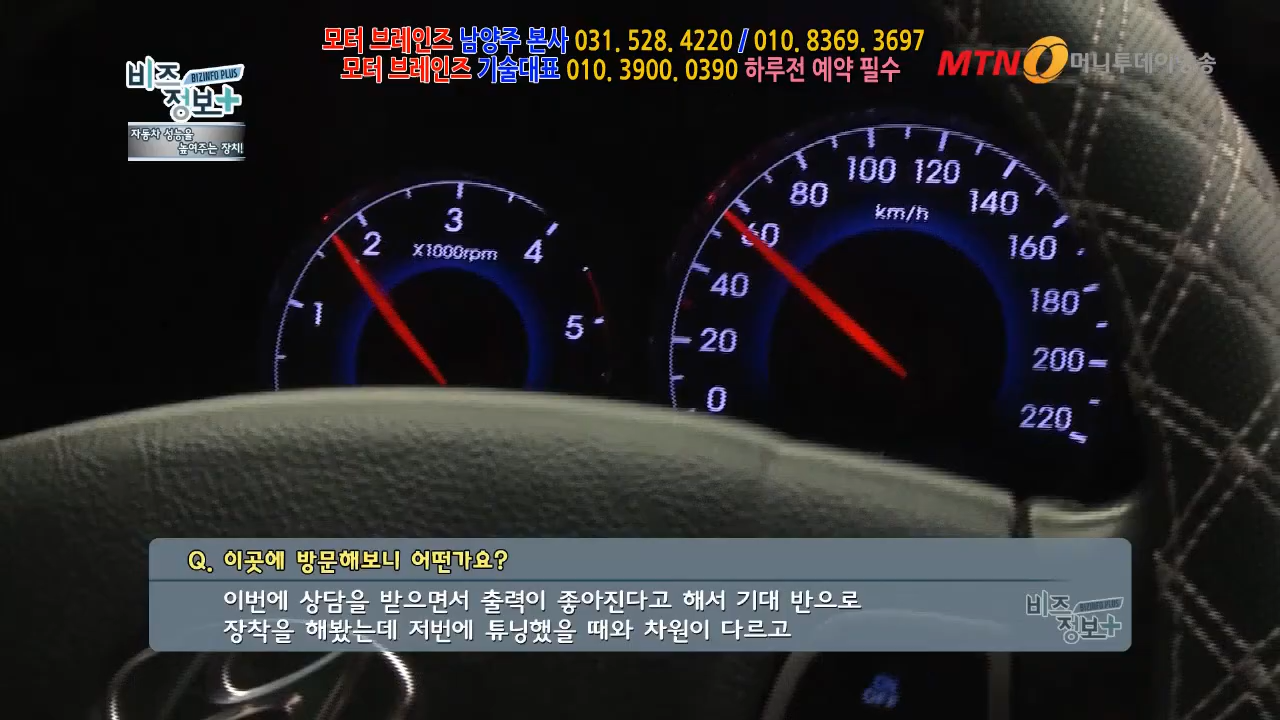 모터 브레인즈 남양주 본사 031. 528. 4220 / 010. 8369. 3697
모터 브레인즈 기술대표 010. 3900. 0390 하루전 예약 필수
MTN 머니투데이방송
비즈 BIZINFO PLUS
정보+
자동차 성능을
높여주는 장치!
1 2 3 4 5
X1000rpm
0 20 40 60 80 100 120 140 160 180 200 220
km/h
Q. 이곳에 방문해보니 어떤가요?
이번에 상담을 받으면서 출력이 좋아진다고 해서 기대 반으로
장착을 해봤는데 저번에 튜닝했을 때와 차원이 다르고
비즈 BIZINFO PLUS
정보+
OFF